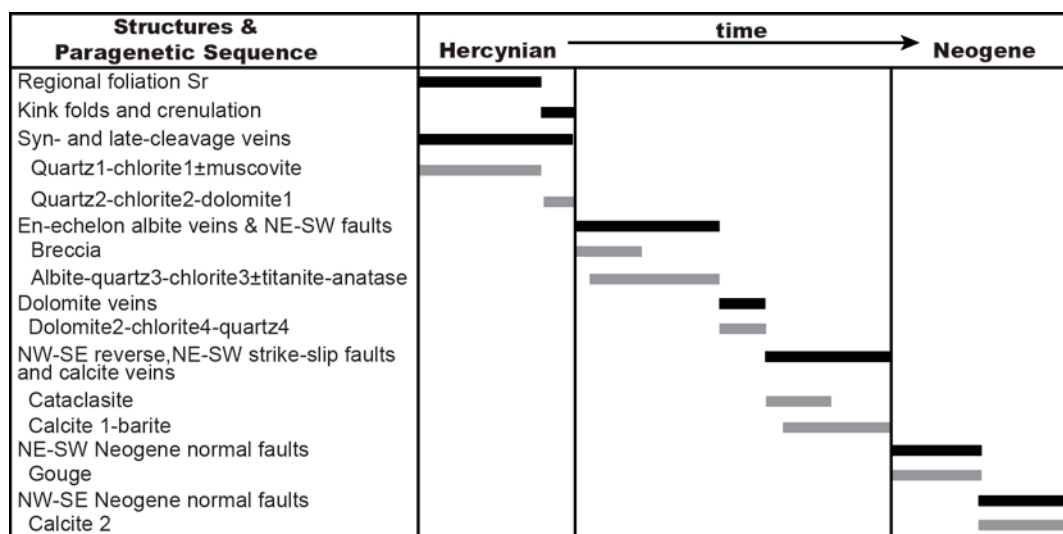 Structures &
Paragenetic Sequence
Hercynian
time
Neogene
Regional foliation Sr
Kink folds and crenulation
Syn- and late-cleavage veins
Quartz1-chlorite1±muscovite
Quartz2-chlorite2-dolomite1
En-echelon albite veins & NE-SW faults
Breccia
Albite-quartz3-chlorite3±titanite-anatase
Dolomite veins
Dolomite2-chlorite4-quartz4
NW-SE reverse,NE-SW strike-slip faults
and calcite veins
Cataclasite
Calcite 1-barite
NE-SW Neogene normal faults
Gouge
NW-SE Neogene normal faults
Calcite 2